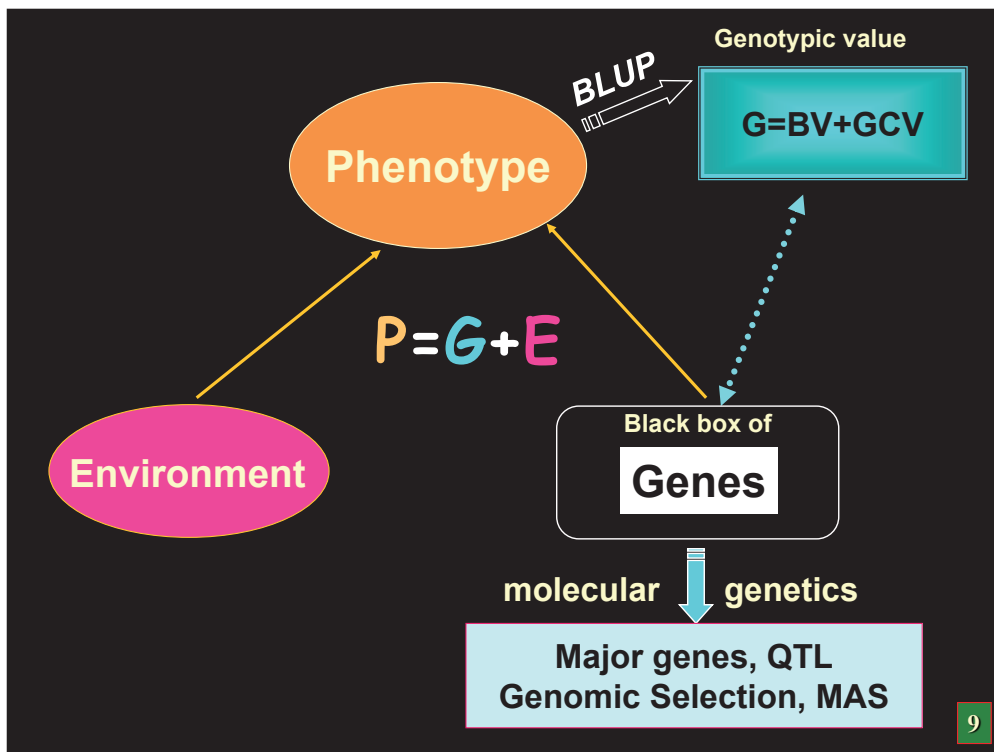 Genotypic value
BLUP
G=BV+GCV
Phenotype
P=G+E
Environment
Black box of
Genes
molecular genetics
Major genes, QTL
Genomic Selection, MAS
9